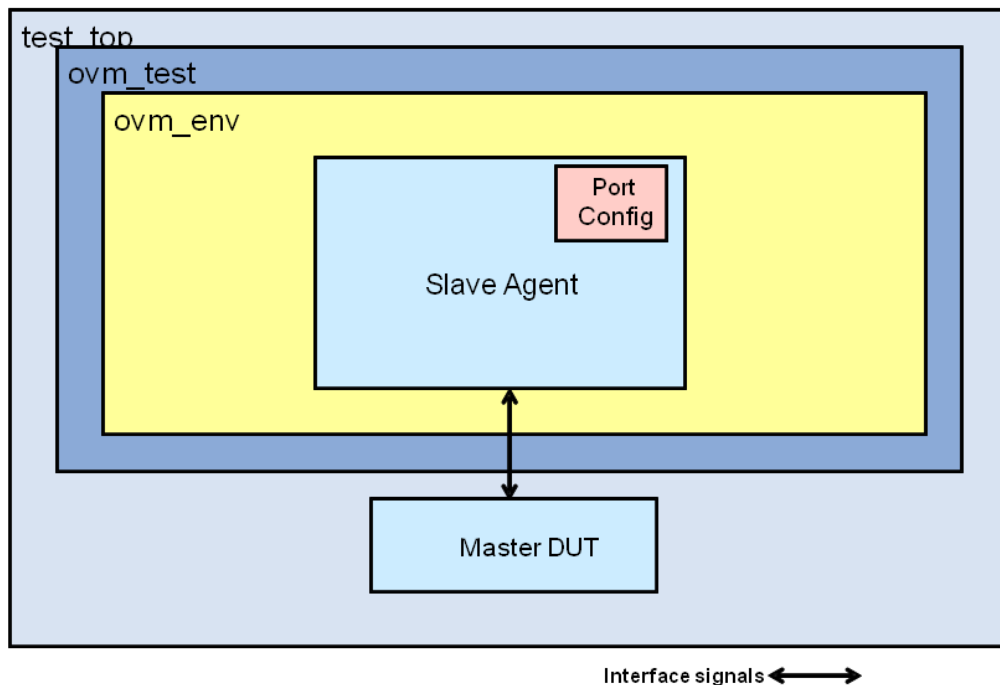 test_top
ovm_test
ovm_env
Port
Config
Slave Agent
Master DUT
Interface signals